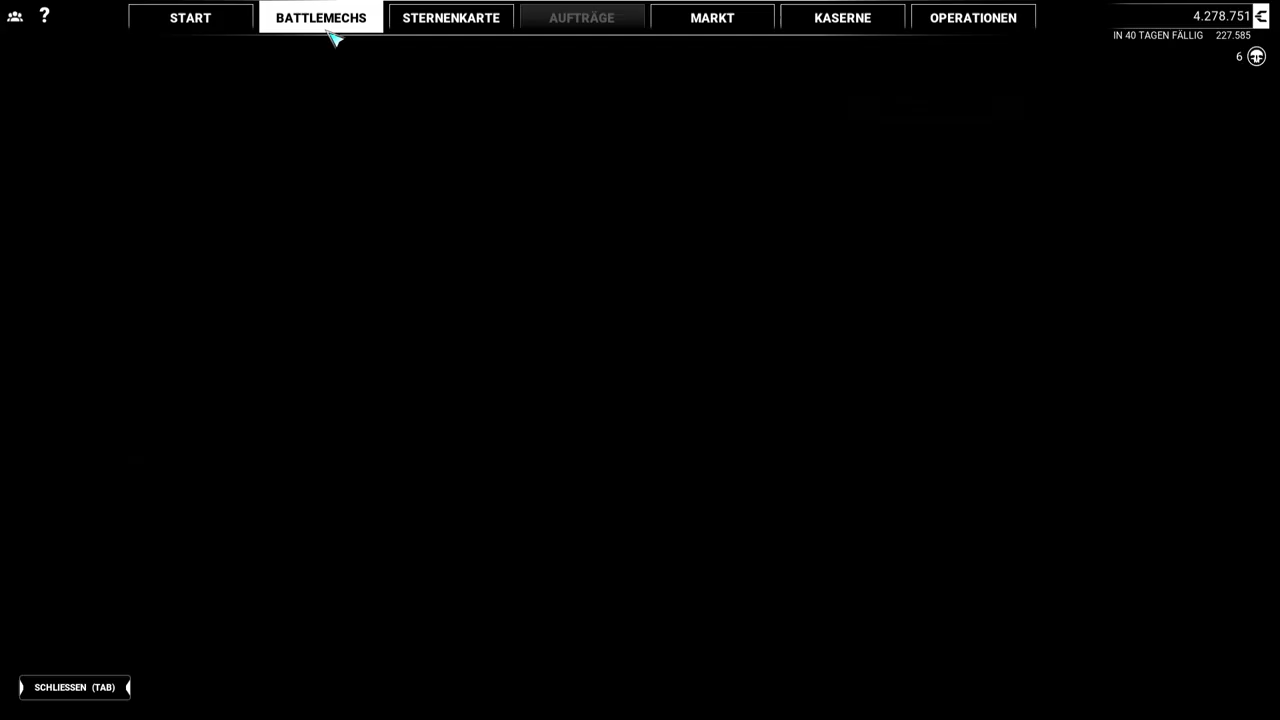 ?
START
BATTLEMECHS
STERNENKARTE
AUFTRÄGE
MARKT
KASERNE
OPERATIONEN
4.278.751
IN 40 TAGEN FÄLLIG 227.585
6
SCHLIESSEN (TAB)